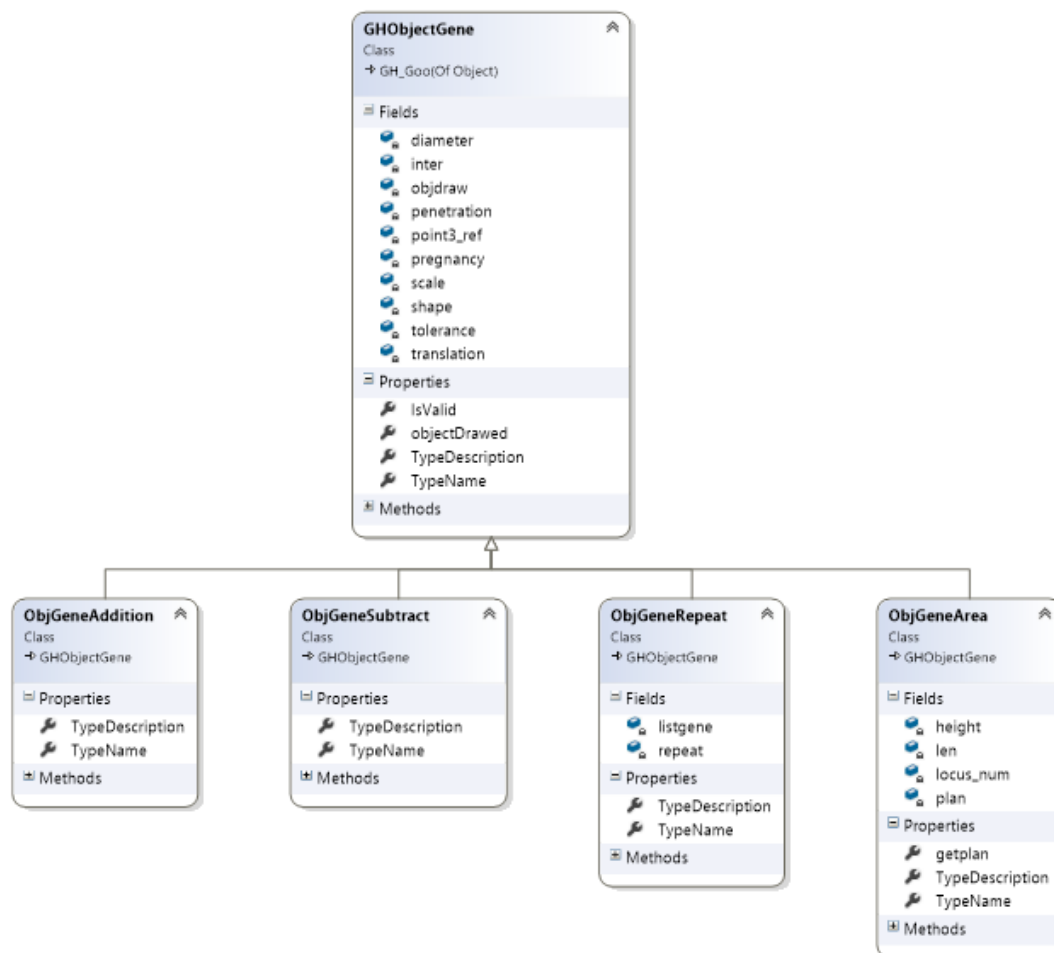 GHObjectGene
Class
GH_Goo(Of Object)
Fields
diameter
inter
objdraw
penetration
point3_ref
pregnancy
scale
shape
tolerance
translation
Properties
IsValid
objectDrawed
TypeDescription
TypeName
Methods
ObjGeneAddition
Class
GHObjectGene
Properties
TypeDescription
TypeName
Methods
ObjGeneSubtract
Class
GHObjectGene
Properties
TypeDescription
TypeName
Methods
ObjGeneRepeat
Class
GHObjectGene
Fields
listgene
repeat
Properties
TypeDescription
TypeName
Methods
ObjGeneArea
Class
GHObjectGene
Fields
height
len
locus_num
plan
Properties
getplan
TypeDescription
TypeName
Methods